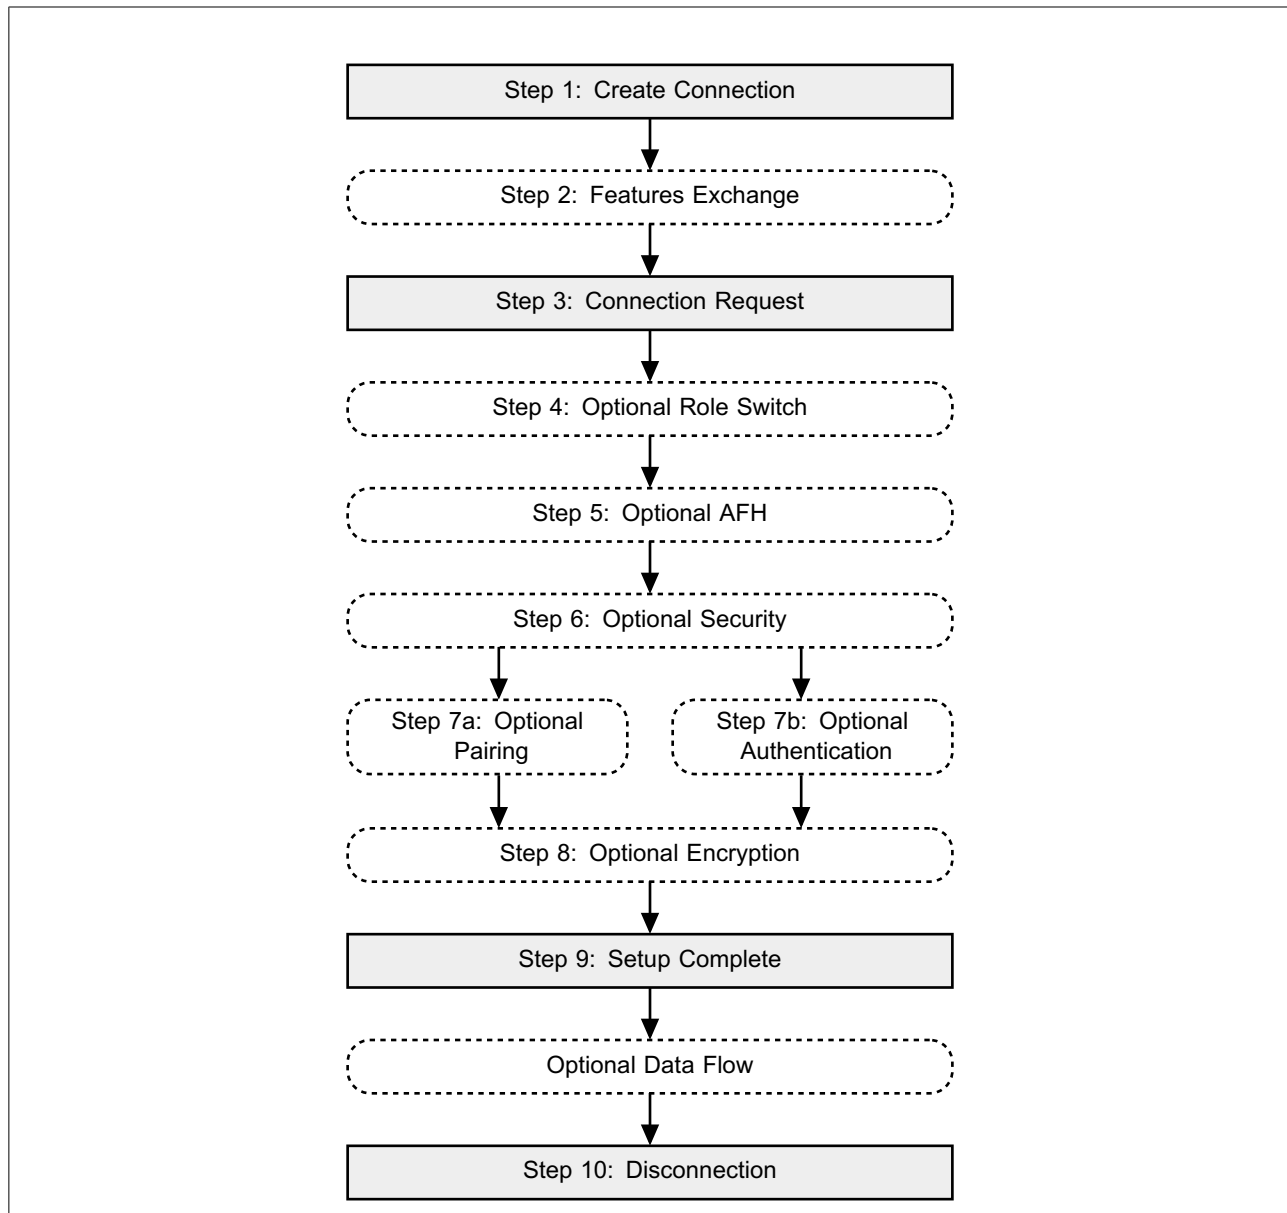 Step 1: Create Connection
Step 2: Features Exchange
Step 3: Connection Request
Step 4: Optional Role Switch
Step 5: Optional AFH
Step 6: Optional Security
Step 7a: Optional
Pairing
Step 7b: Optional
Authentication
Step 8: Optional Encryption
Step 9: Setup Complete
Optional Data Flow
Step 10: Disconnection